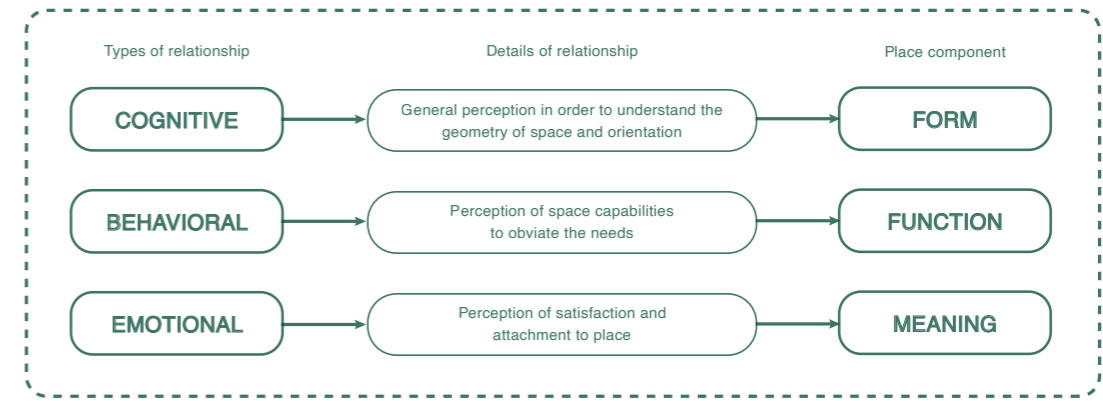 Types of relationship
Details of relationship
Place component
COGNITIVE
General perception in order to understand the
geometry of space and orientation
FORM
BEHAVIORAL
Perception of space capabilities
to obviate the needs
FUNCTION
EMOTIONAL
Perception of satisfaction and
attachment to place
MEANING